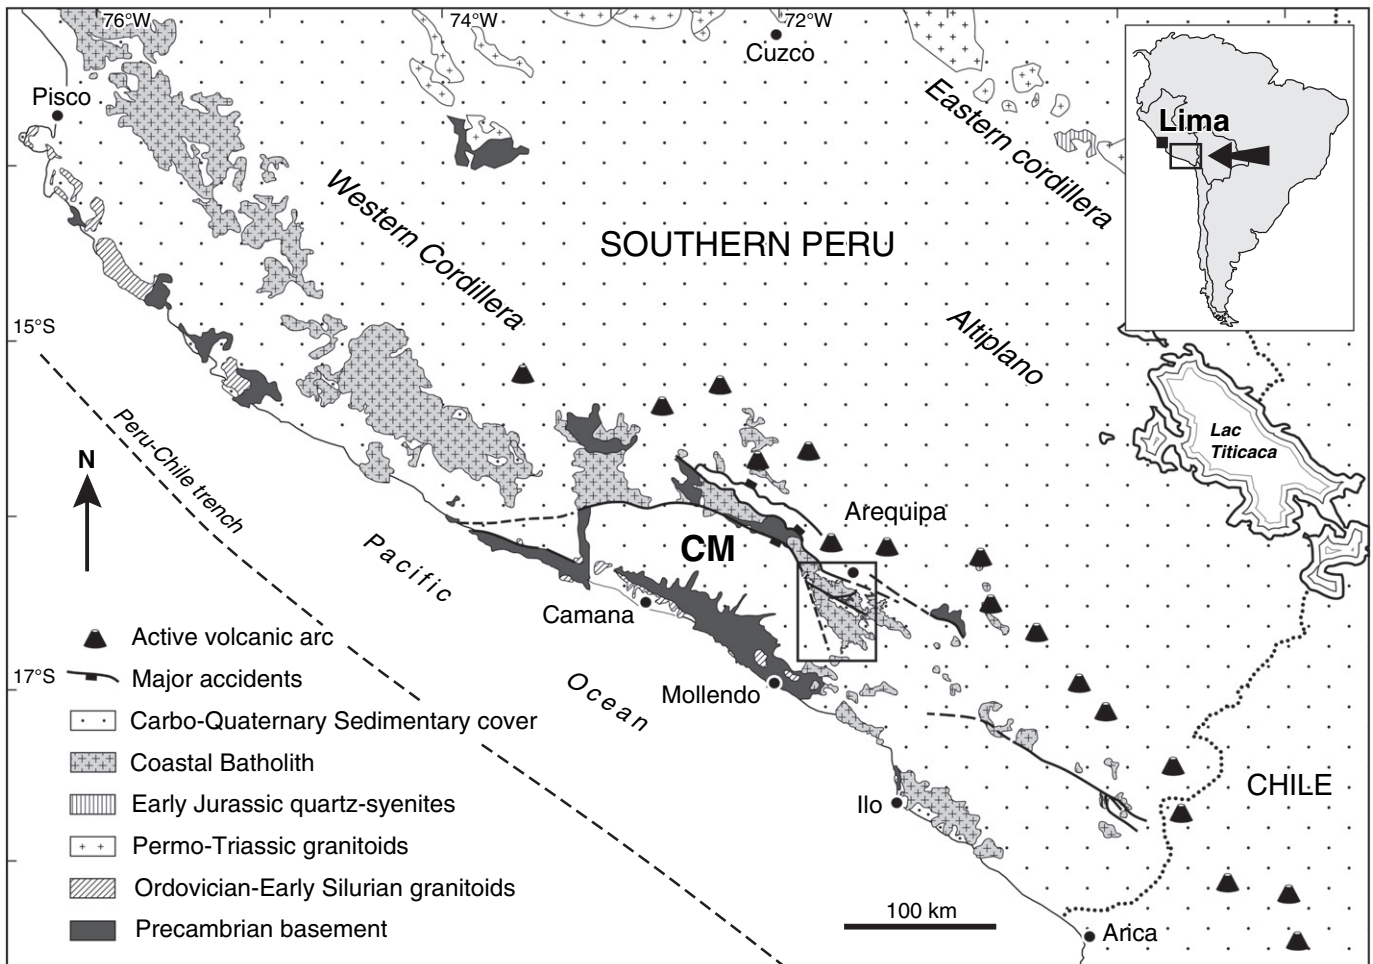 76°W
74°W
72°W
Cuzco
Pisco
Lima
Eastern cordillera
Western Cordillera
SOUTHERN PERU
15°S
Altiplano
Peru-Chile trench
Lac
Titicaca
N
Arequipa
CM
Pacific
Camana
Active volcanic arc
17°S
Major accidents
Mollendo
Ocean
Carbo-Quaternary Sedimentary cover
Coastal Batholith
CHILE
Early Jurassic quartz-syenites
Ilo
Permo-Triassic granitoids
Ordovician-Early Silurian granitoids
100 km
Precambrian basement
Arica